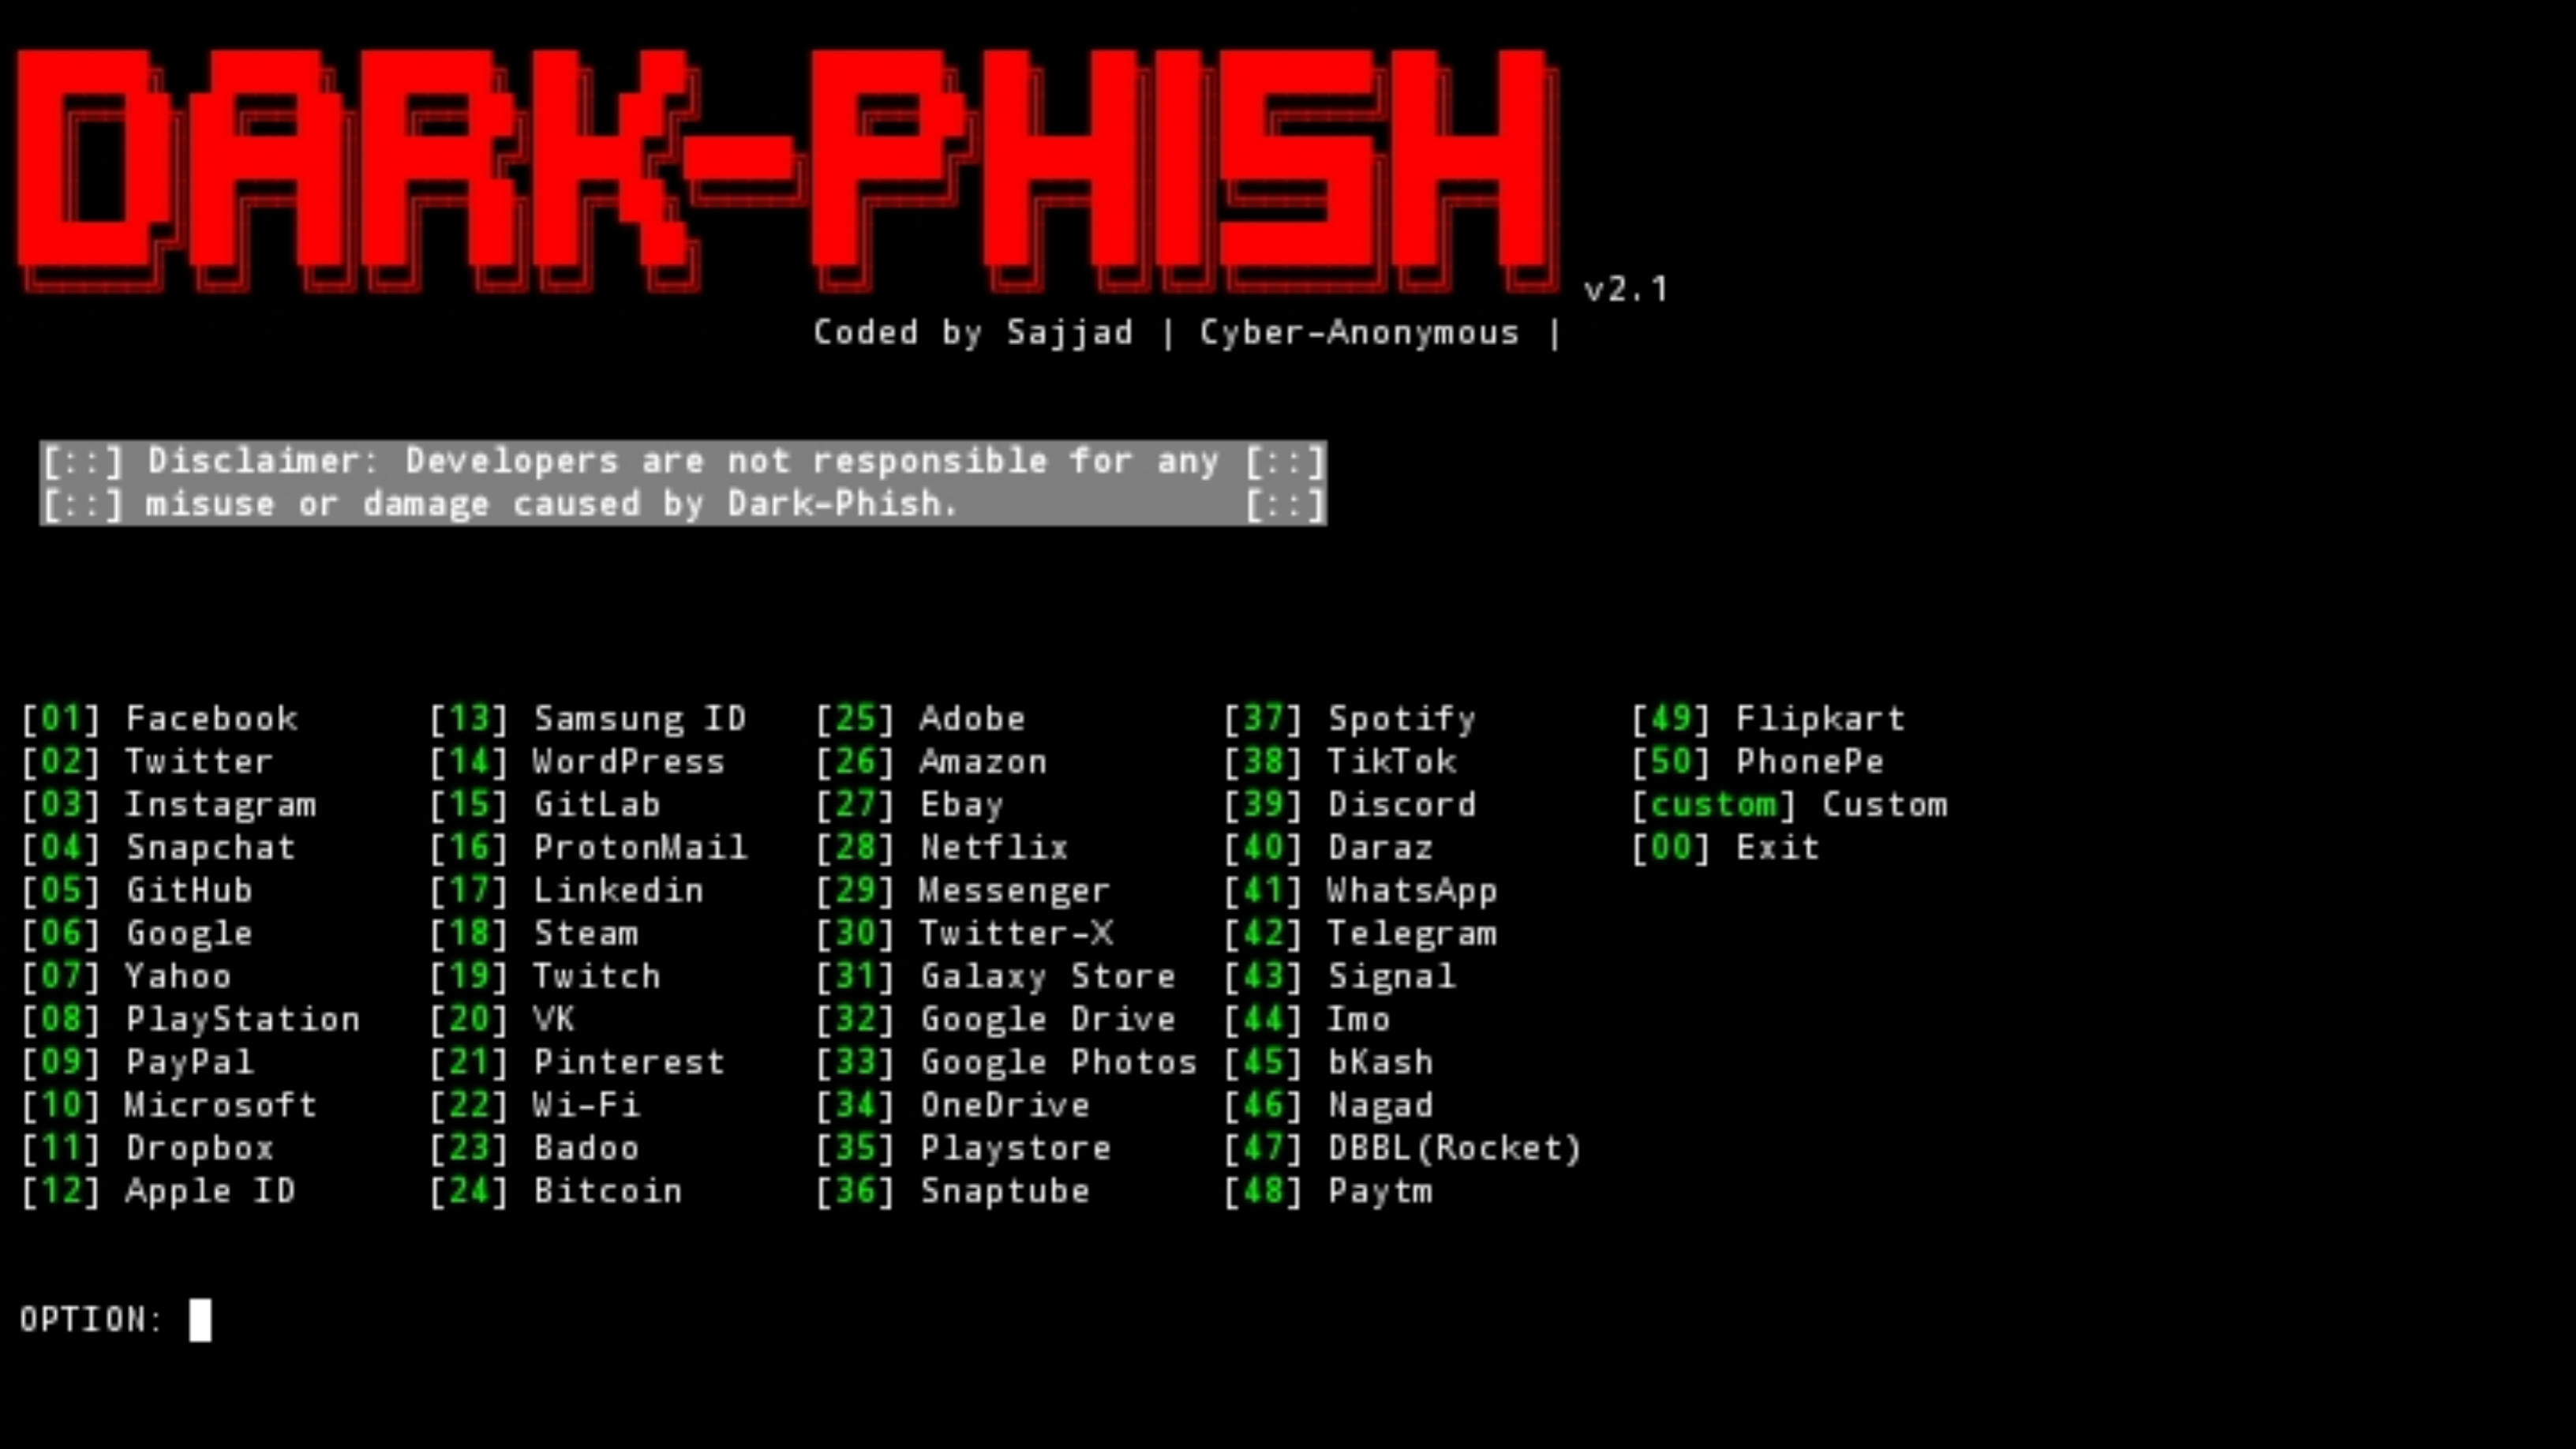 DARK-PHISH
v2.1
Coded by Sajjad | Cyber-Anonymous |
[::] Disclaimer: Developers are not responsible for any [::]
[::] misuse or damage caused by Dark-Phish. [::]
[01] Facebook [13] Samsung ID [25] Adobe [37] Spotify [49] Flipkart
[02] Twitter [14] WordPress [26] Amazon [38] TikTok [50] PhonePe
[03] Instagram [15] GitLab [27] Ebay [39] Discord [custom] Custom
[04] Snapchat [16] ProtonMail [28] Netflix [40] Daraz [00] Exit
[05] GitHub [17] Linkedin [29] Messenger [41] WhatsApp
[06] Google [18] Steam [30] Twitter-X [42] Telegram
[07] Yahoo [19] Twitch [31] Galaxy Store [43] Signal
[08] PlayStation [20] VK [32] Google Drive [44] Imo
[09] PayPal [21] Pinterest [33] Google Photos [45] bKash
[10] Microsoft [22] Wi-Fi [34] OneDrive [46] Nagad
[11] Dropbox [23] Badoo [35] Playstore [47] DBBL(Rocket)
[12] Apple ID [24] Bitcoin [36] Snaptube [48] Paytm
OPTION: